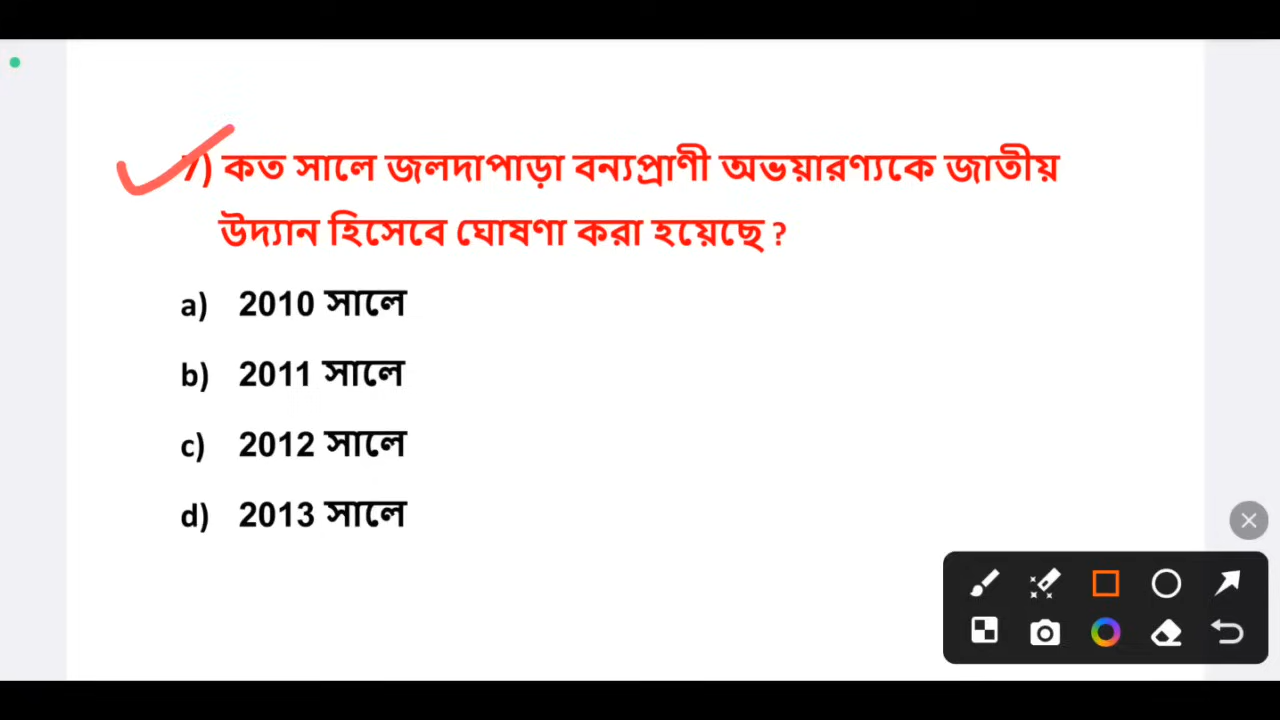 7) কত সালে জলদাপাড়া বন্যপ্রাণী অভয়ারণ্যকে জাতীয়
উদ্যান হিসেবে ঘোষণা করা হয়েছে ?
a) 2010 সালে
b) 2011 সালে
c) 2012 সালে
d) 2013 সালে